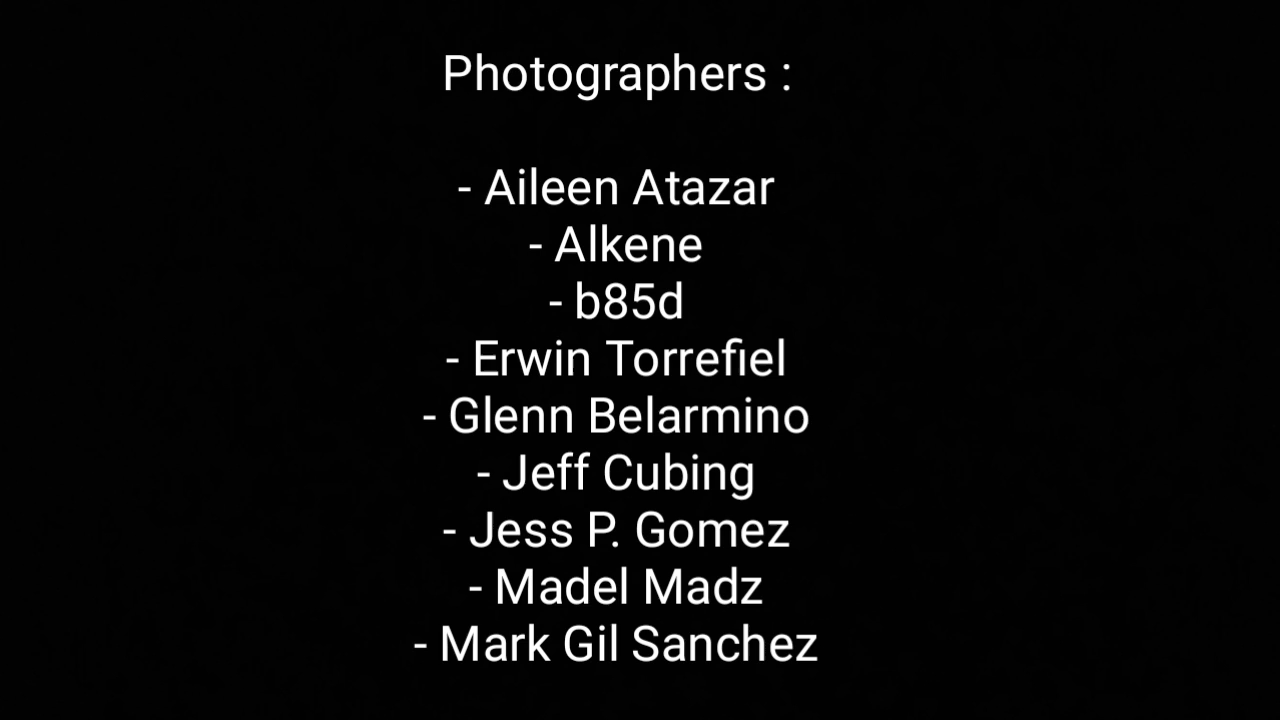 Photographers :
- Aileen Atazar
- Alkene
- b85d
- Erwin Torrefiel
- Glenn Belarmino
- Jeff Cubing
- Jess P. Gomez
- Madel Madz
- Mark Gil Sanchez